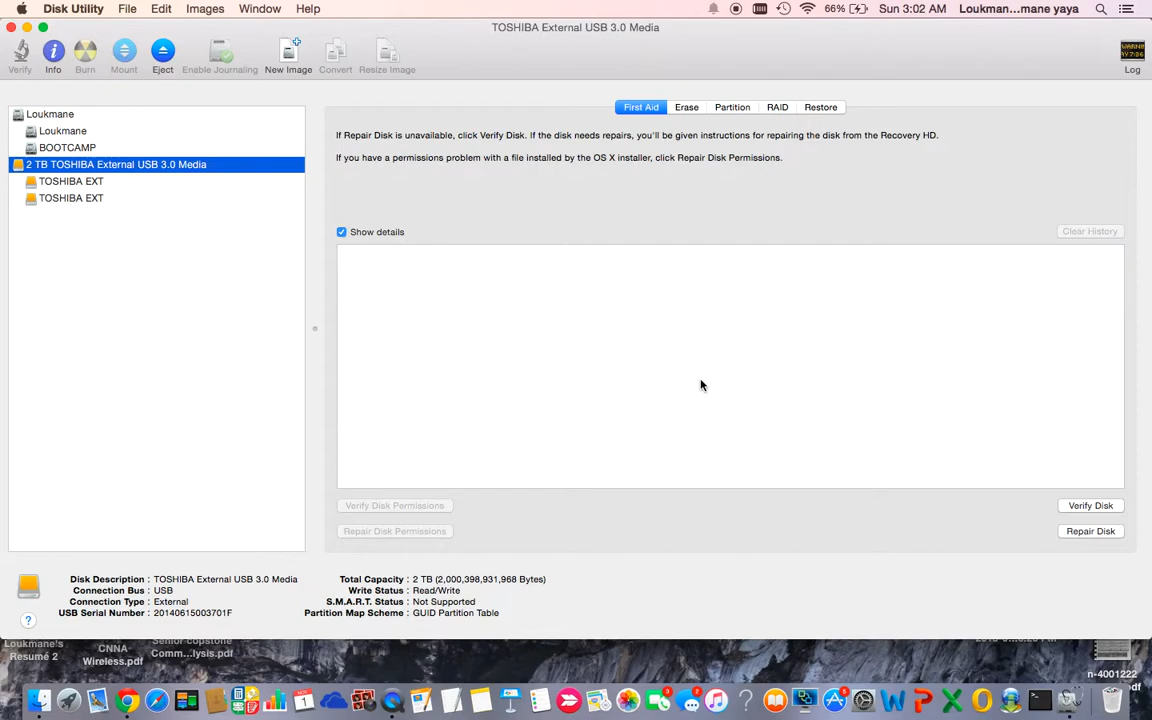 Disk Utility File Edit Images Window Help 66% Sun 3:02 AM Loukman...mane yaya
TOSHIBA External USB 3.0 Media
Verify Info Burn Mount Eject Enable Journaling New Image Convert Resize Image Log
Loukmane
Loukmane
BOOTCAMP
2 TB TOSHIBA External USB 3.0 Media
TOSHIBA EXT
TOSHIBA EXT
First Aid Erase Partition RAID Restore
If Repair Disk is unavailable, click Verify Disk. If the disk needs repairs, you'll be given instructions for repairing the disk from the Recovery HD.
If you have a permissions problem with a file installed by the OS X installer, click Repair Disk Permissions.
Show details Clear History
Verify Disk Permissions Verify Disk
Repair Disk Permissions Repair Disk
Disk Description : TOSHIBA External USB 3.0 Media Total Capacity : 2 TB (2,000,398,931,968 Bytes)
Connection Bus : USB Write Status : Read/Write
Connection Type : External S.M.A.R.T. Status : Not Supported
USB Serial Number : 20140615003701F Partition Map Scheme : GUID Partition Table
?
Loukmane's
Resumé 2
CNNA
Wireless.pdf
Comm...lysis.pdf
n-4001222